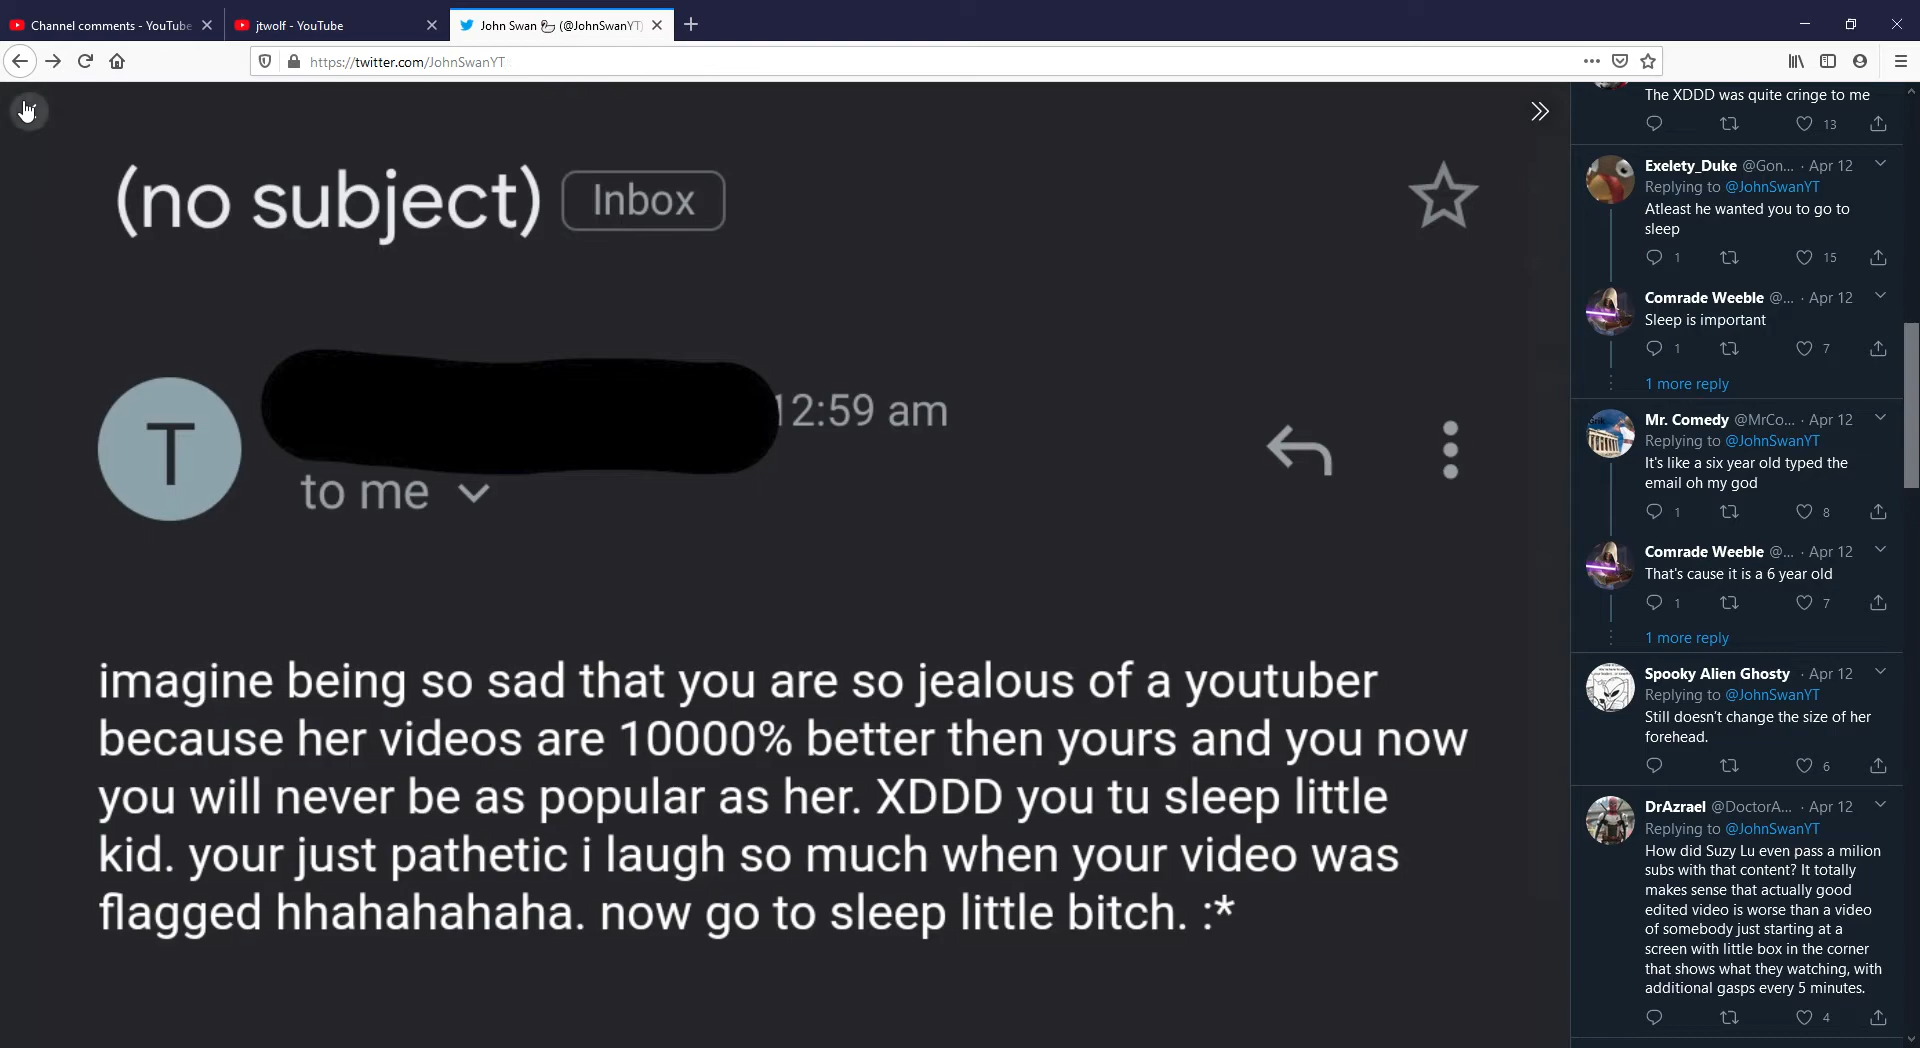 Channel comments - YouTube
jtwolf - YouTube
John Swan 🦢 (@JohnSwanYT)
https://twitter.com/JohnSwanYT
(no subject) Inbox
T
12:59 am
to me
imagine being so sad that you are so jealous of a youtuber
because her videos are 10000% better then yours and you now
you will never be as popular as her. XDDD you tu sleep little
kid. your just pathetic i laugh so much when your video was
flagged hhahahahaha. now go to sleep little bitch. :*
The XDDD was quite cringe to me
13
Exelety_Duke @Gon... · Apr 12
Replying to @JohnSwanYT
Atleast he wanted you to go to
sleep
1 15
Comrade Weeble @... · Apr 12
Sleep is important
1 7
1 more reply
Mr. Comedy @MrCo... · Apr 12
Replying to @JohnSwanYT
It's like a six year old typed the
email oh my god
1 8
Comrade Weeble @... · Apr 12
That's cause it is a 6 year old
1 7
1 more reply
Spooky Alien Ghosty · Apr 12
Replying to @JohnSwanYT
Still doesn't change the size of her
forehead.
6
DrAzrael @DoctorA... · Apr 12
Replying to @JohnSwanYT
How did Suzy Lu even pass a milion
subs with that content? It totally
makes sense that actually good
edited video is worse than a video
of somebody just starting at a
screen with little box in the corner
that shows what they watching, with
additional gasps every 5 minutes.
4